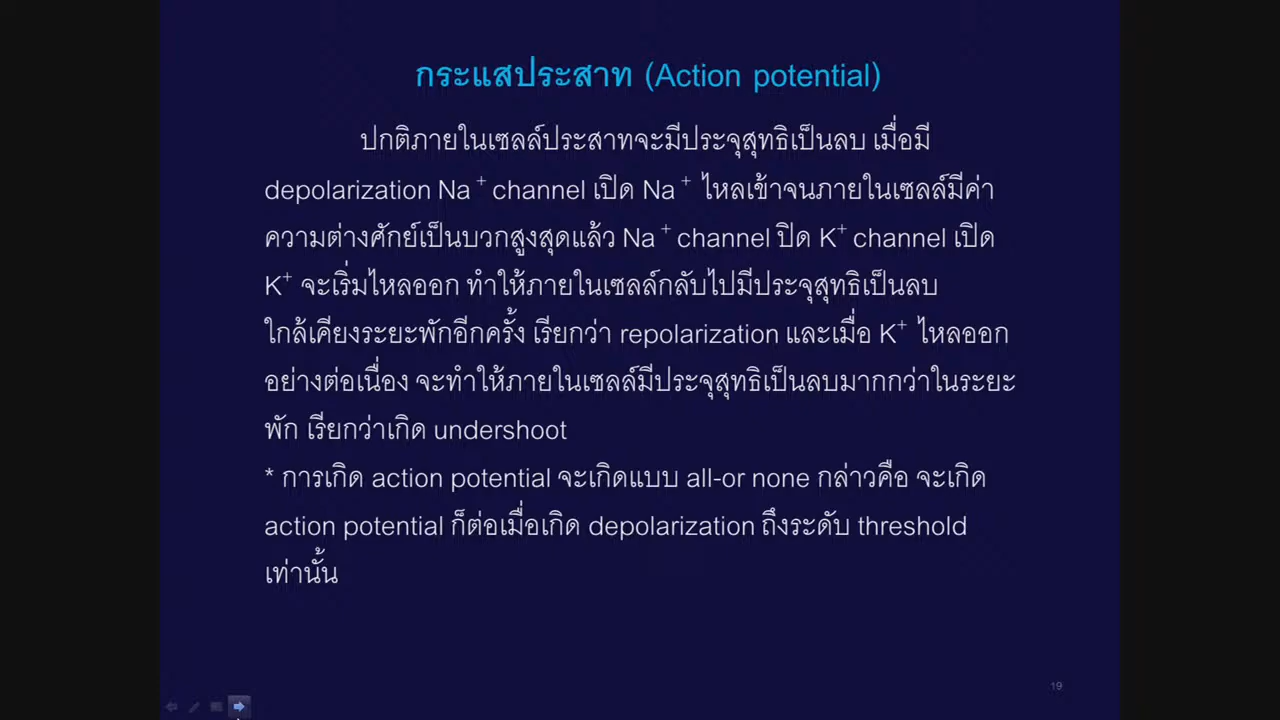 กระแสประสาท (Action potential)
ปกติภายในเซลล์ประสาทจะมีประจุสุทธิเป็นลบ เมื่อมี
depolarization Na⁺ channel เปิด Na⁺ ไหลเข้าจนภายในเซลล์มีค่า
ความต่างศักย์เป็นบวกสูงสุดแล้ว Na⁺ channel ปิด K⁺ channel เปิด
K⁺ จะเริ่มไหลออก ทำให้ภายในเซลล์กลับไปมีประจุสุทธิเป็นลบ
ใกล้เคียงระยะพักอีกครั้ง เรียกว่า repolarization และเมื่อ K⁺ ไหลออก
อย่างต่อเนื่อง จะทำให้ภายในเซลล์มีประจุสุทธิเป็นลบมากกว่าในระยะ
พัก เรียกว่าเกิด undershoot
* การเกิด action potential จะเกิดแบบ all-or none กล่าวคือ จะเกิด
action potential ก็ต่อเมื่อเกิด depolarization ถึงระดับ threshold
เท่านั้น
19